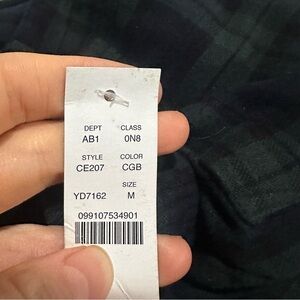 DEPT CLASS
AB1 0N8
STYLE COLOR
CE207 CGB
SIZE
YD7162 M
099107534901